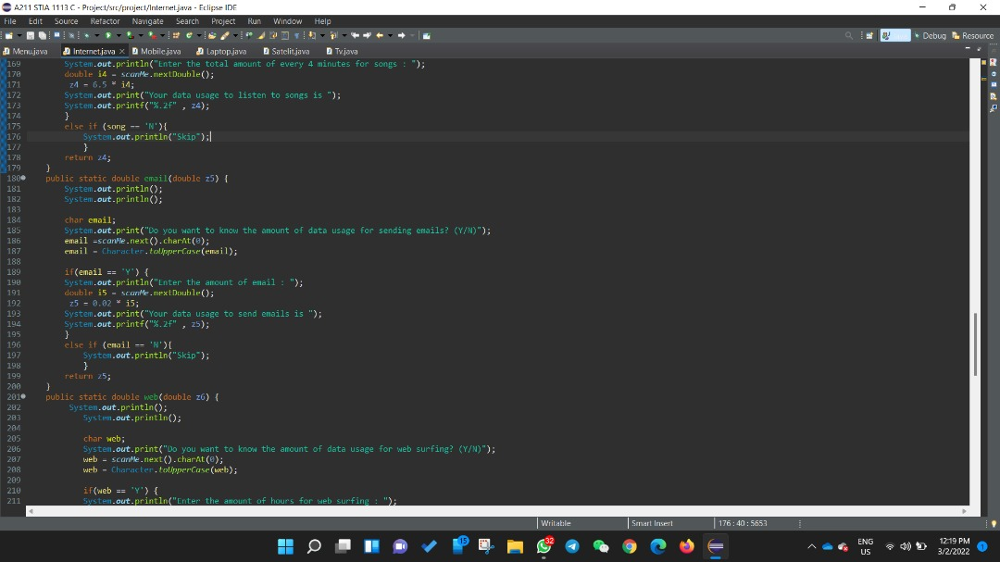 A211 STIA 1113 C - Project/src/project/Internet.java - Eclipse IDE
File Edit Source Refactor Navigate Search Project Run Window Help
Debug Resource
Menu.java Internet.java Mobile.java Laptop.java Satelit.java Tv.java
169 System.out.println("Enter the total amount of every 4 minutes for songs : ");
170 double i4 = scanMe.nextDouble();
171 z4 = 6.5 * i4;
172 System.out.print("Your data usage to listen to songs is ");
173 System.out.printf("%.2f" , z4);
174 }
175 else if (song == 'N'){
176 System.out.println("Skip");
177 }
178 return z4;
179 }
180 public static double email(double z5) {
181 System.out.println();
182 System.out.println();
183
184 char email;
185 System.out.print("Do you want to know the amount of data usage for sending emails? (Y/N)");
186 email =scanMe.next().charAt(0);
187 email = Character.toUpperCase(email);
188
189 if(email == 'Y') {
190 System.out.println("Enter the amount of email : ");
191 double i5 = scanMe.nextDouble();
192 z5 = 0.02 * i5;
193 System.out.print("Your data usage to send emails is ");
194 System.out.printf("%.2f" , z5);
195 }
196 else if (email == 'N'){
197 System.out.println("Skip");
198 }
199 return z5;
200 }
201 public static double web(double z6) {
202 System.out.println();
203 System.out.println();
204
205 char web;
206 System.out.print("Do you want to know the amount of data usage for web surfing? (Y/N)");
207 web = scanMe.next().charAt(0);
208 web = Character.toUpperCase(web);
209
210 if(web == 'Y') {
211 System.out.println("Enter the amount of hours for web surfing : ");
Writable Smart Insert 176 : 40 : 5653
15 32
ENG US 12:19 PM 3/2/2022 1